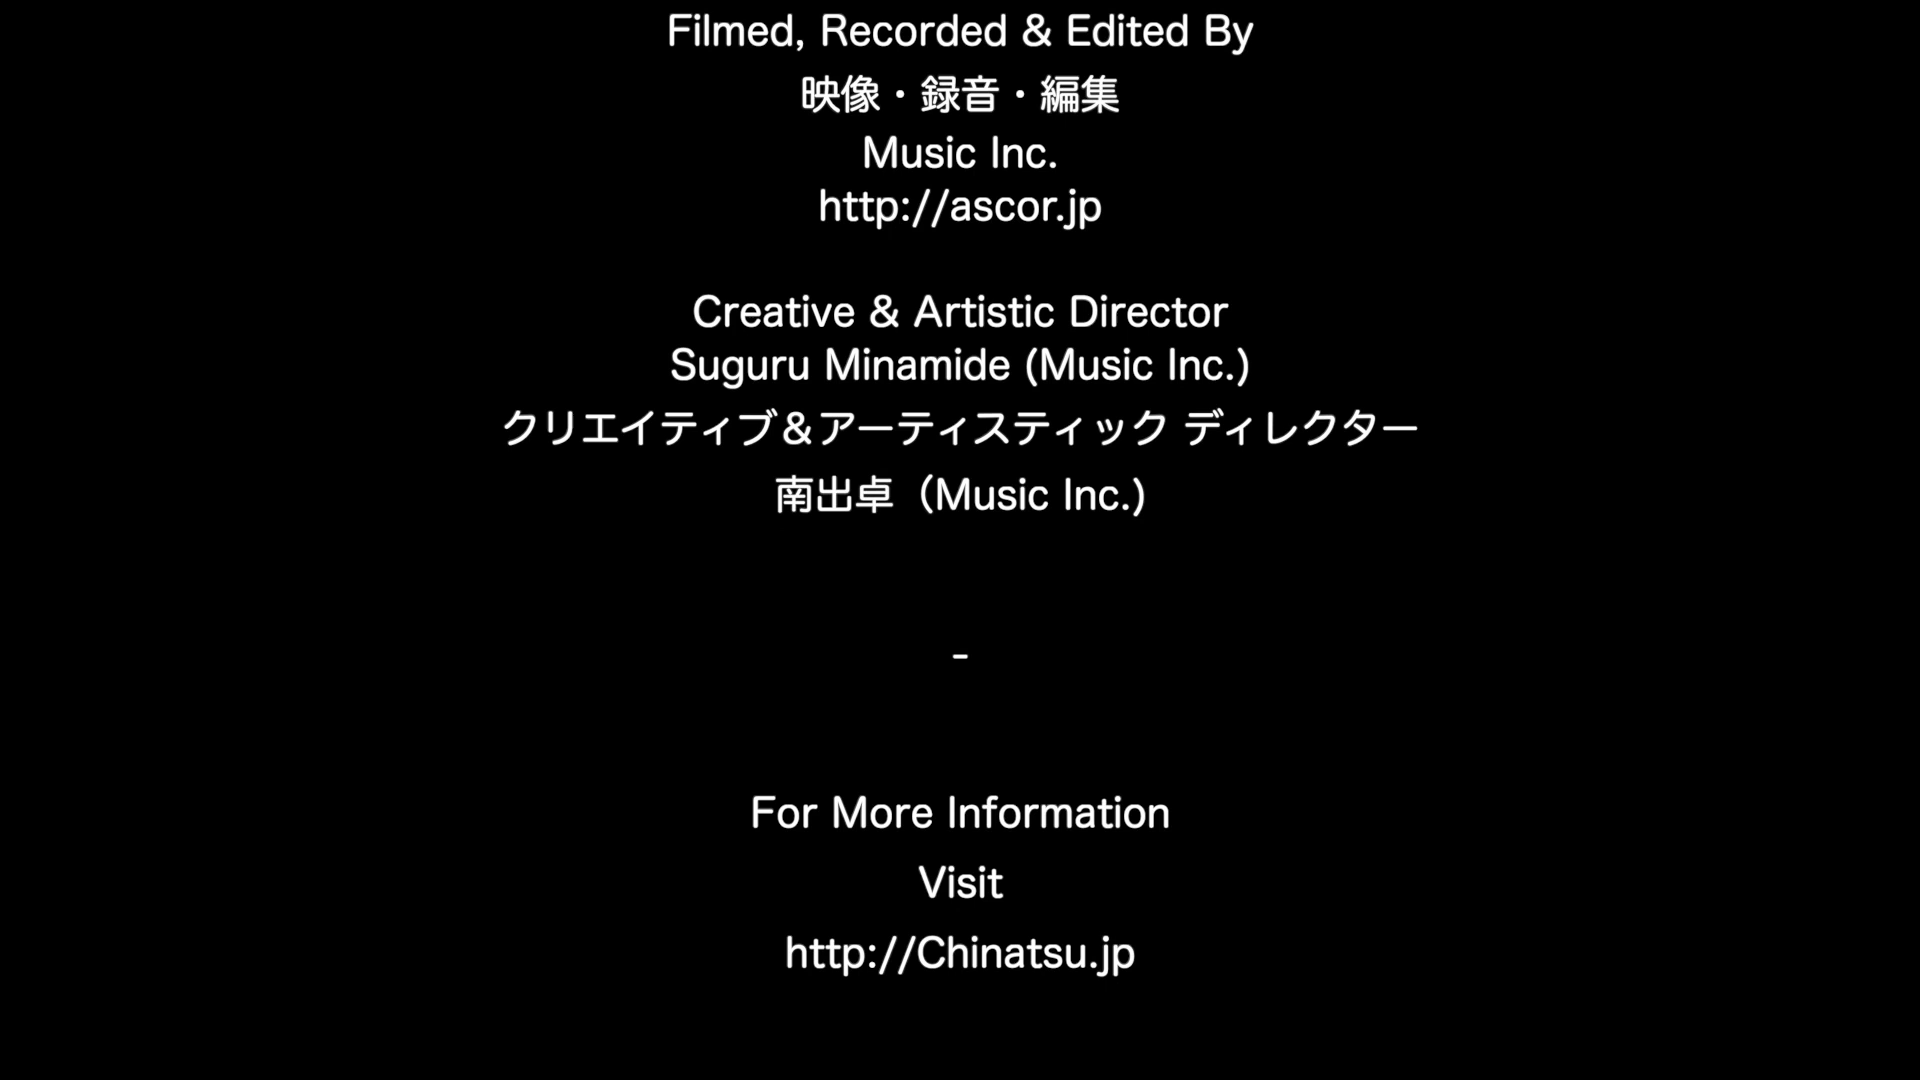 Filmed, Recorded & Edited By
映像・録音・編集
Music Inc.
http://ascor.jp
Creative & Artistic Director
Suguru Minamide (Music Inc.)
クリエイティブ＆アーティスティック ディレクター
南出卓（Music Inc.)
-
For More Information
Visit
http://Chinatsu.jp